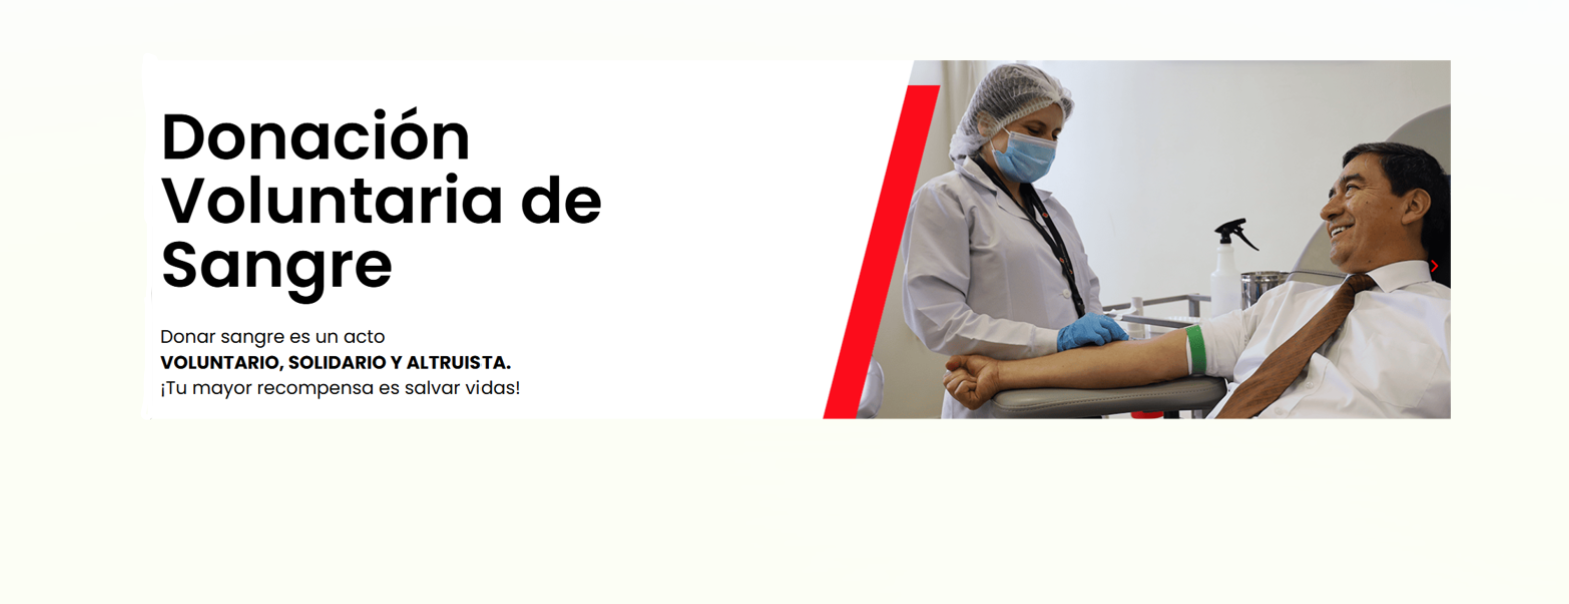 Donación
Voluntaria de
Sangre
Donar sangre es un acto
VOLUNTARIO, SOLIDARIO Y ALTRUISTA.
¡Tu mayor recompensa es salvar vidas!